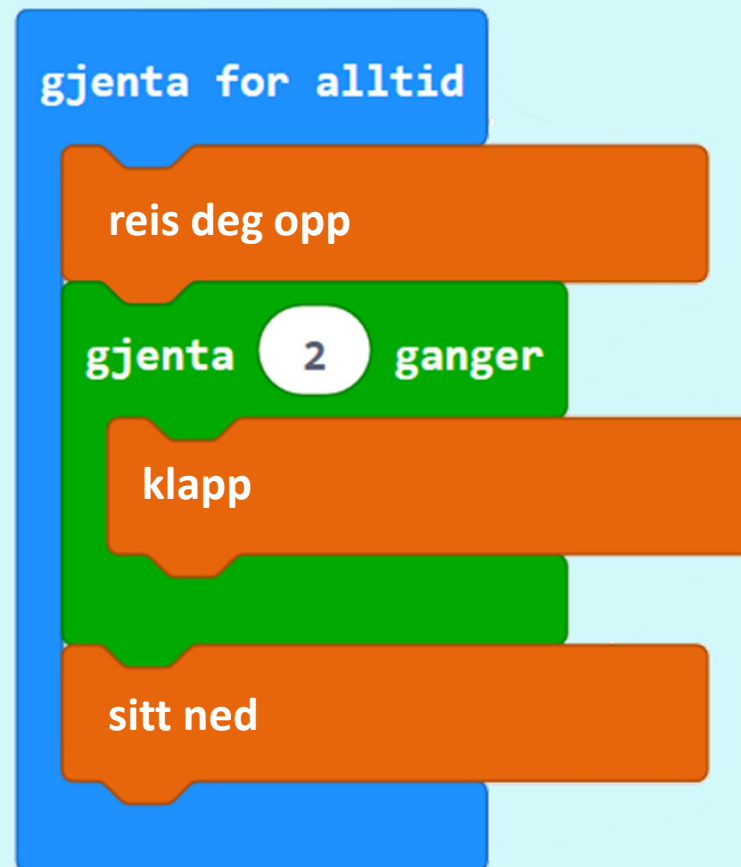 gjenta for alltid
reis deg opp
gjenta 2 ganger
klapp
sitt ned